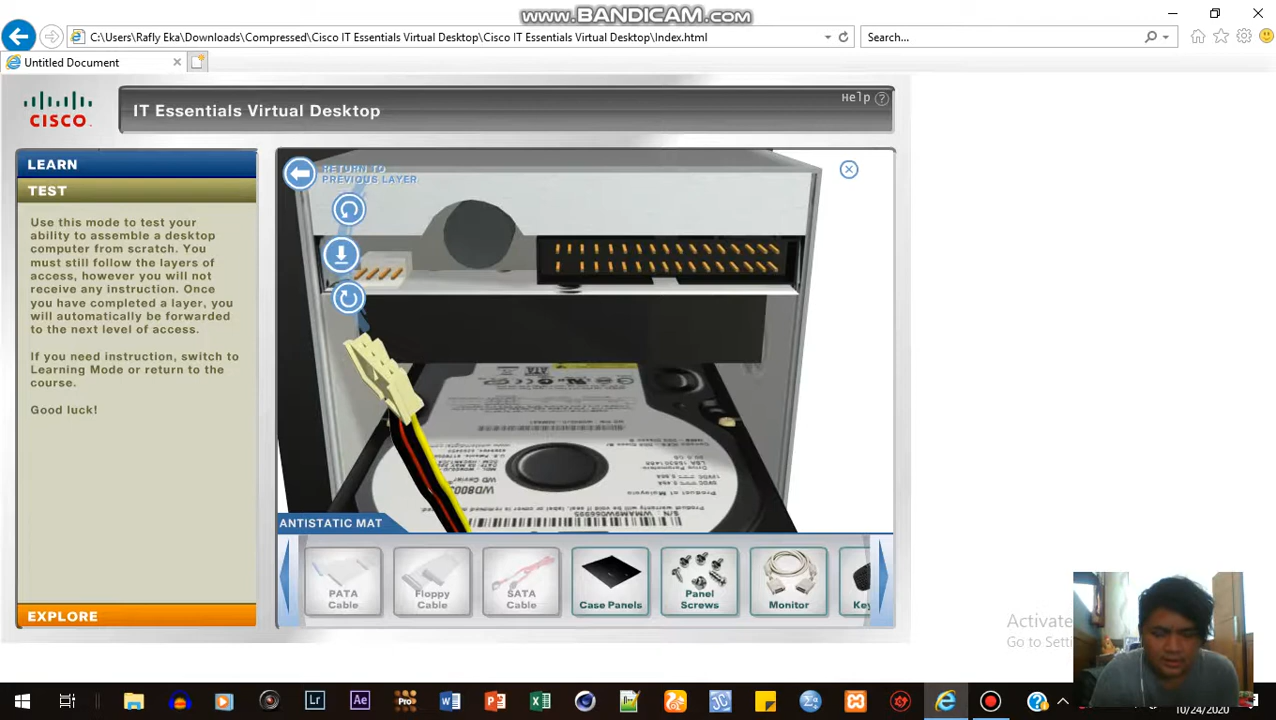 www.BANDICAM.com
C:\Users\Rafly Eka\Downloads\Compressed\Cisco IT Essentials Virtual Desktop\Cisco IT Essentials Virtual Desktop\Index.html
Search...
Untitled Document
CISCO
IT Essentials Virtual Desktop
Help ?
LEARN
TEST
Use this mode to test your
ability to assemble a desktop
computer from scratch. You
must still follow the layers of
access, however you will not
receive any instruction. Once
you have completed a layer, you
will automatically be forwarded
to the next level of access.
If you need instruction, switch to
Learning Mode or return to the
course.
Good luck!
EXPLORE
RETURN TO
PREVIOUS LAYER.
ANTISTATIC MAT
PATA
Cable
Floppy
Cable
SATA
Cable
Case Panels
Panel
Screws
Monitor
Activate
Go to Setti
Lr
Ae
Pro
10/24/2020